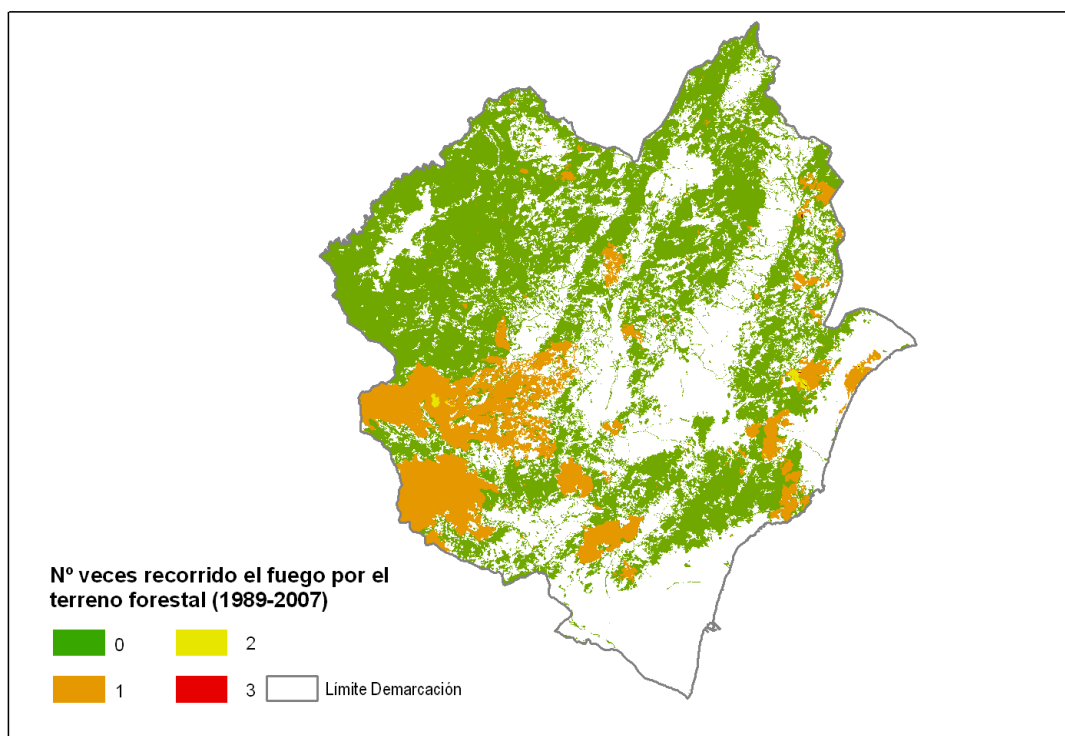 Nº veces recorrido el fuego por el
terreno forestal (1989-2007)
0 2
1 3 Límite Demarcación